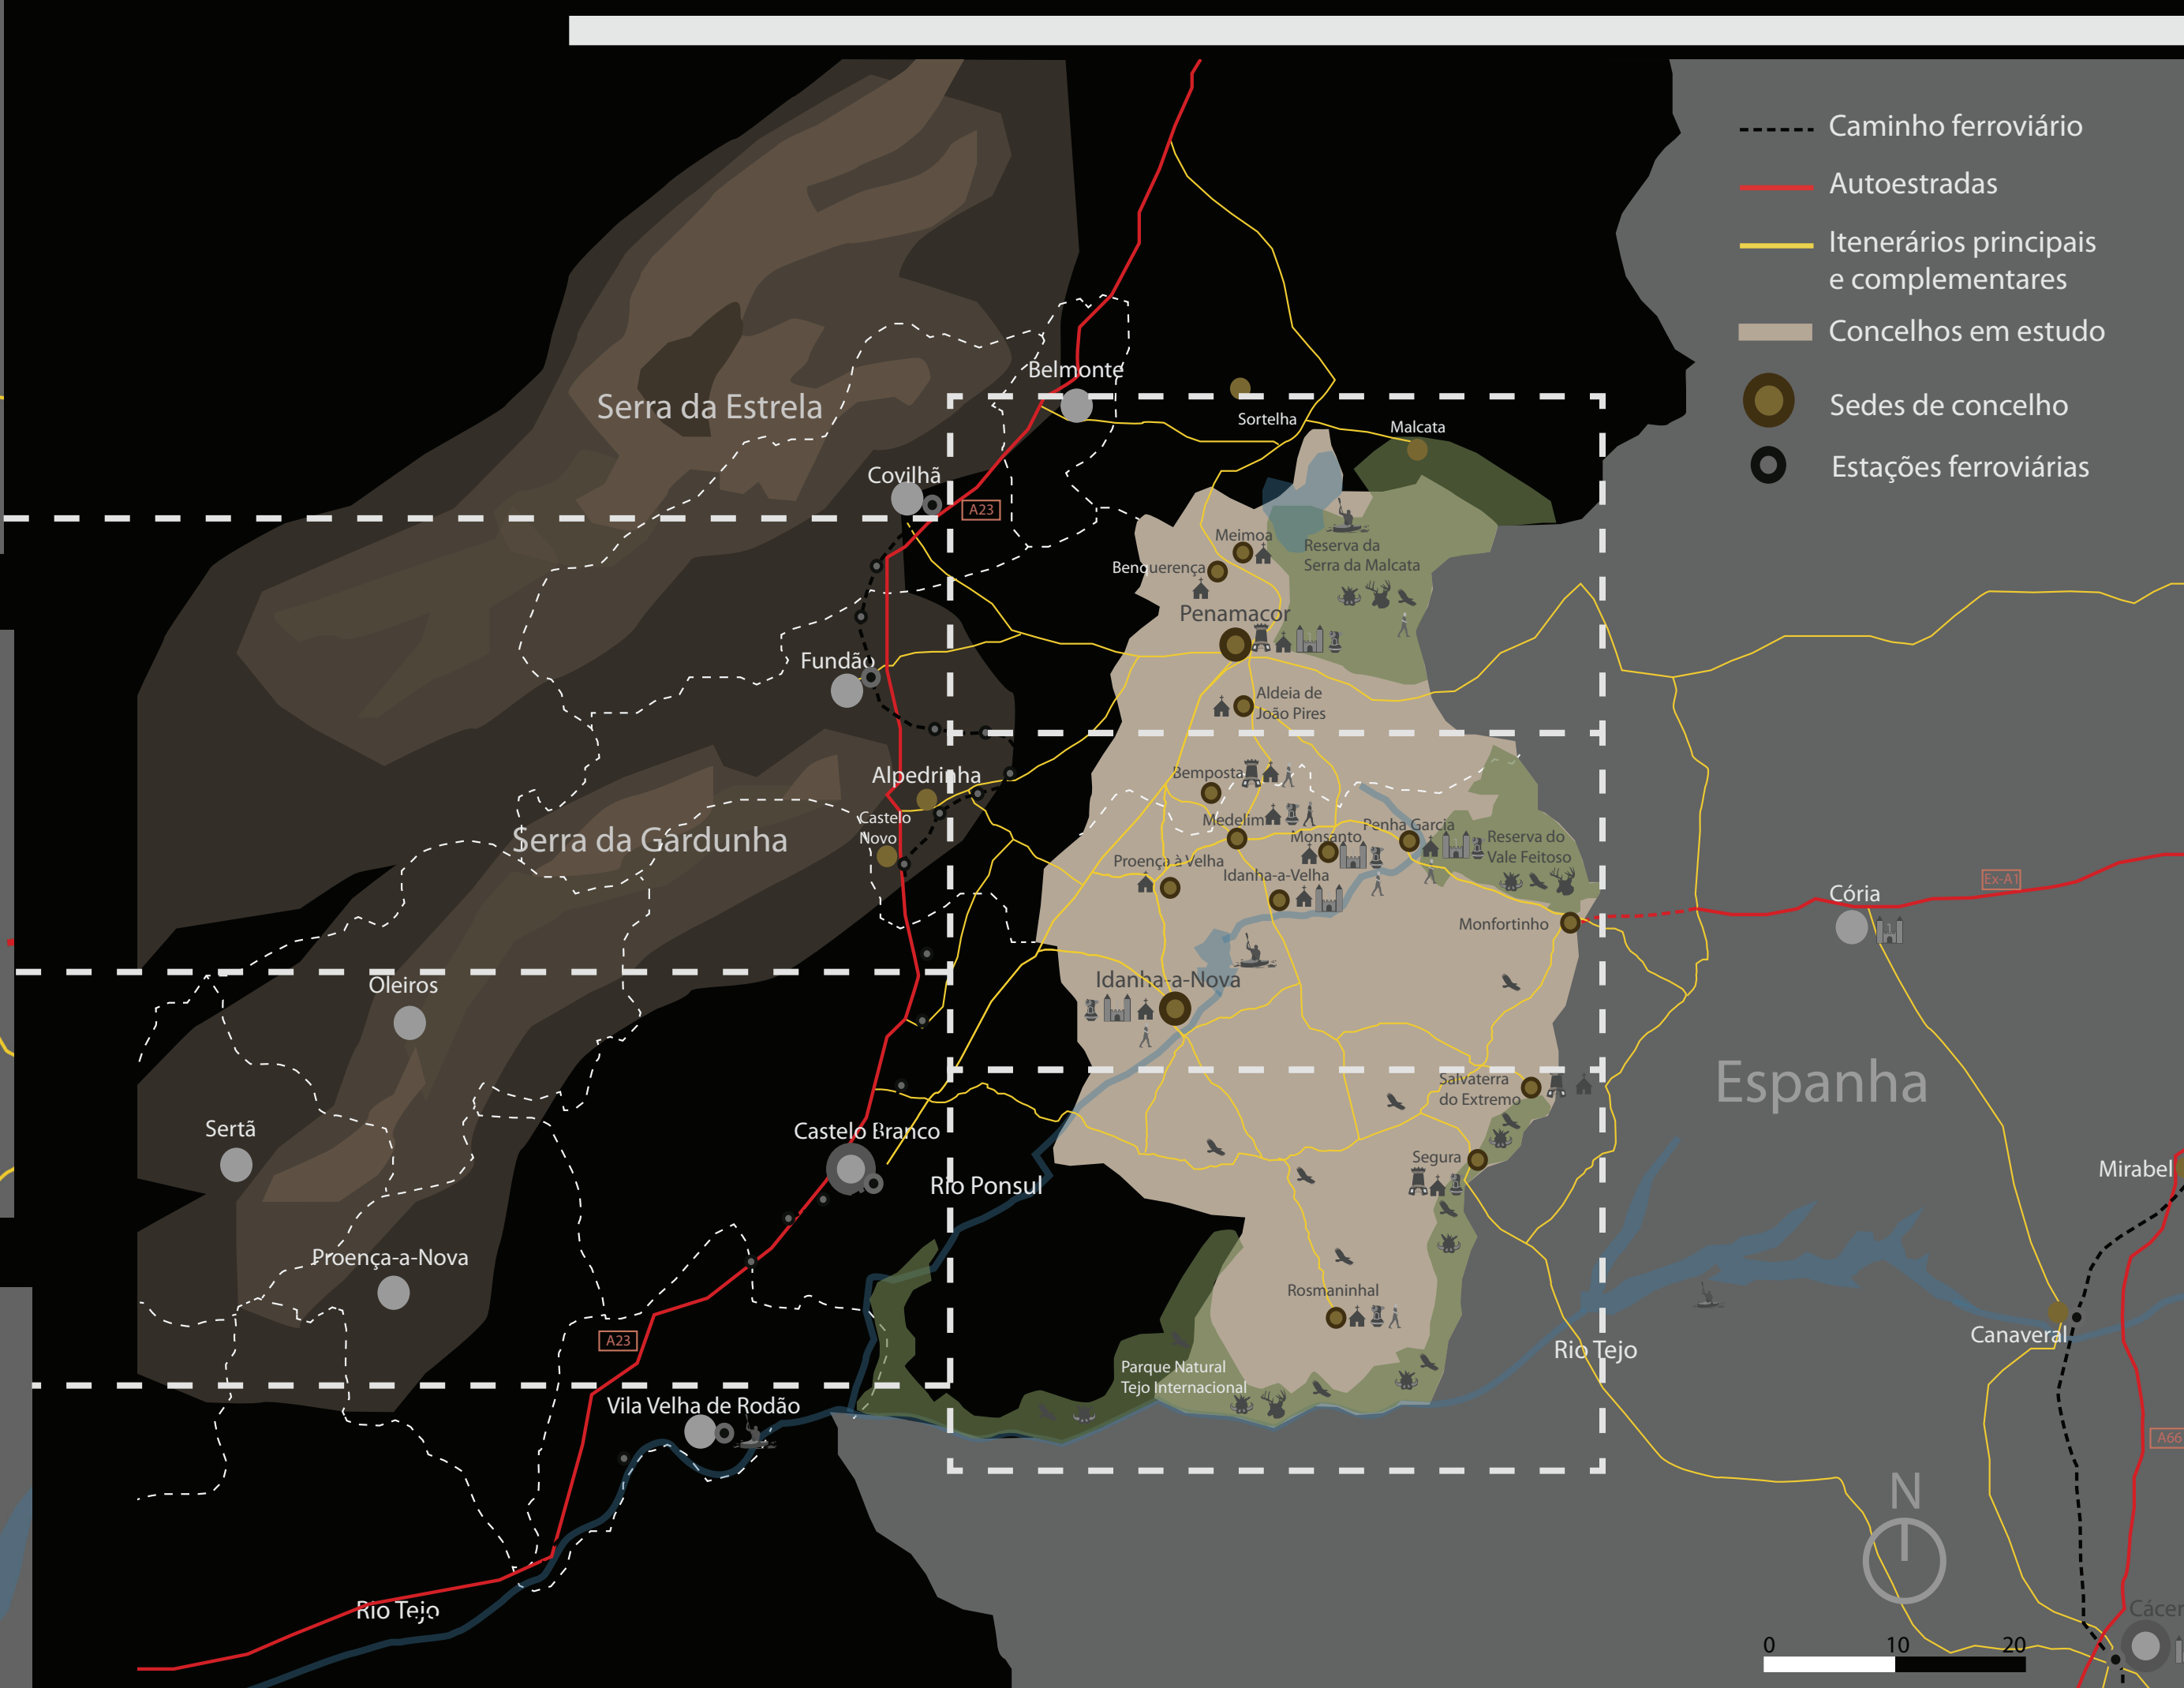 Caminho ferroviário
Autoestradas
Itenerários principais
e complementares
Concelhos em estudo
Sedes de concelho
Estações ferroviárias
Belmonte
Serra da Estrela
Sortelha
Malcata
Covilhã
A23
Meimoa
Reserva da
Serra da Malcata
Benquerença
Penamacor
Fundão
Aldeia de
João Pires
Alpedrinha
Bemposta
Castelo
Novo
Medelim
Monsanto
Penha Garcia
Serra da Gardunha
Reserva do
Vale Feitoso
Proença à Velha
Idanha-a-Velha
Ex-A1
Cória
Monfortinho
Oleiros
Idanha-a-Nova
Espanha
Salvaterra
do Extremo
Sertã
Castelo Branco
Segura
Mirabel
Rio Ponsul
Proença-a-Nova
Rosmaninhal
A23
Canaveral
Rio Tejo
Parque Natural
Tejo Internacional
Vila Velha de Rodão
A66
N
Rio Tejo
Cácer
0 10 20